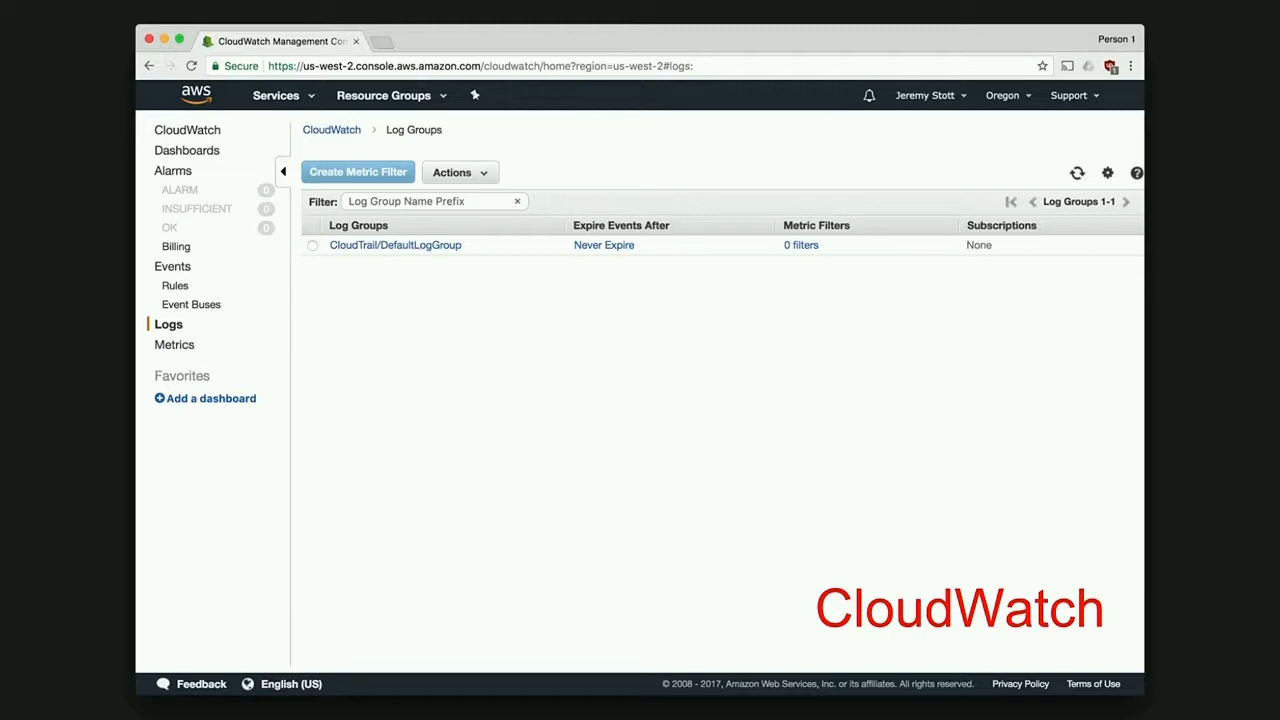 CloudWatch Management Con
Person 1
Secure https://us-west-2.console.aws.amazon.com/cloudwatch/home?region=us-west-2#logs:
aws Services Resource Groups Jeremy Stott Oregon Support
CloudWatch
Dashboards
Alarms
ALARM 0
INSUFFICIENT 0
OK 0
Billing
Events
Rules
Event Buses
Logs
Metrics
Favorites
Add a dashboard
CloudWatch > Log Groups
Create Metric Filter Actions
Filter: Log Group Name Prefix × Log Groups 1-1
Log Groups Expire Events After Metric Filters Subscriptions
CloudTrail/DefaultLogGroup Never Expire 0 filters None
CloudWatch
Feedback English (US) © 2008 - 2017, Amazon Web Services, Inc. or its affiliates. All rights reserved. Privacy Policy Terms of Use